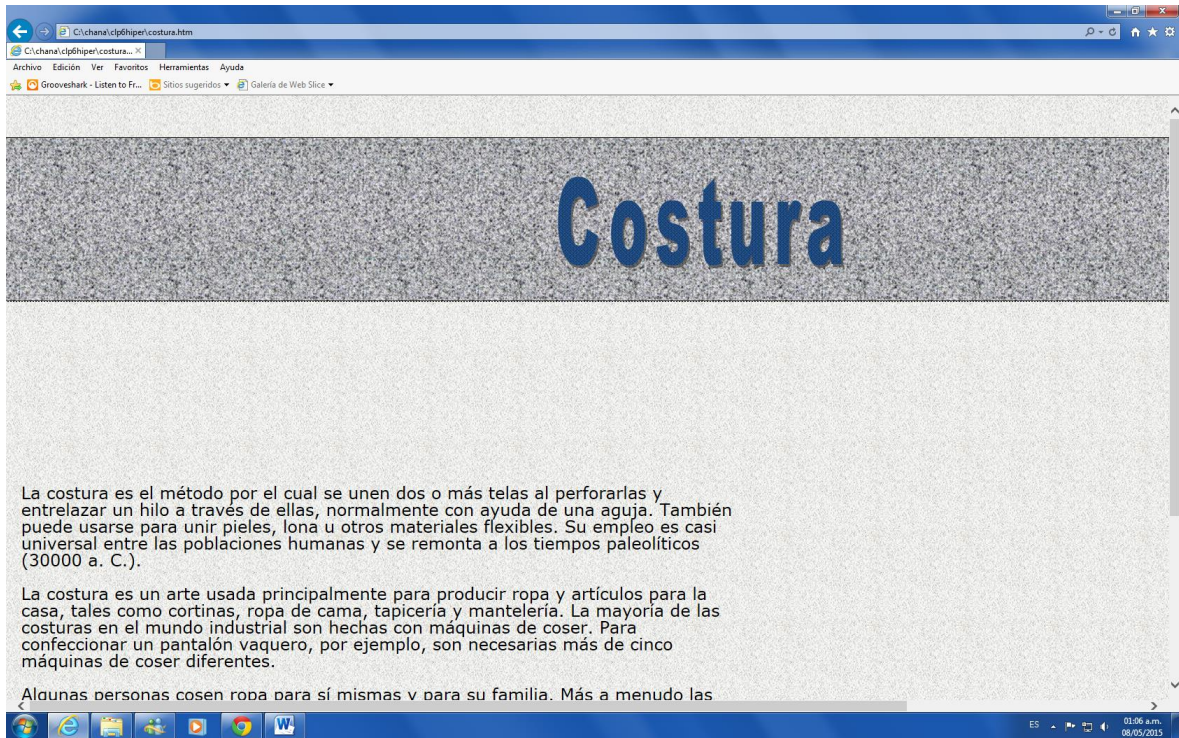 C:\chana\clp6hiper\costura.htm
C:\chana\clp6hiper\costura...
Archivo Edición Ver Favoritos Herramientas Ayuda
Grooveshark - Listen to Fr... Sitios sugeridos Galería de Web Slice
Costura
La costura es el método por el cual se unen dos o más telas al perforarlas y
entrelazar un hilo a través de ellas, normalmente con ayuda de una aguja. También
puede usarse para unir pieles, lona u otros materiales flexibles. Su empleo es casi
universal entre las poblaciones humanas y se remonta a los tiempos paleolíticos
(30000 a. C.).
La costura es un arte usada principalmente para producir ropa y artículos para la
casa, tales como cortinas, ropa de cama, tapicería y mantelería. La mayoría de las
costuras en el mundo industrial son hechas con máquinas de coser. Para
confeccionar un pantalón vaquero, por ejemplo, son necesarias más de cinco
máquinas de coser diferentes.
Algunas personas cosen ropa para sí mismas y para su familia. Más a menudo las
ES
01:06 a.m.
08/05/2015